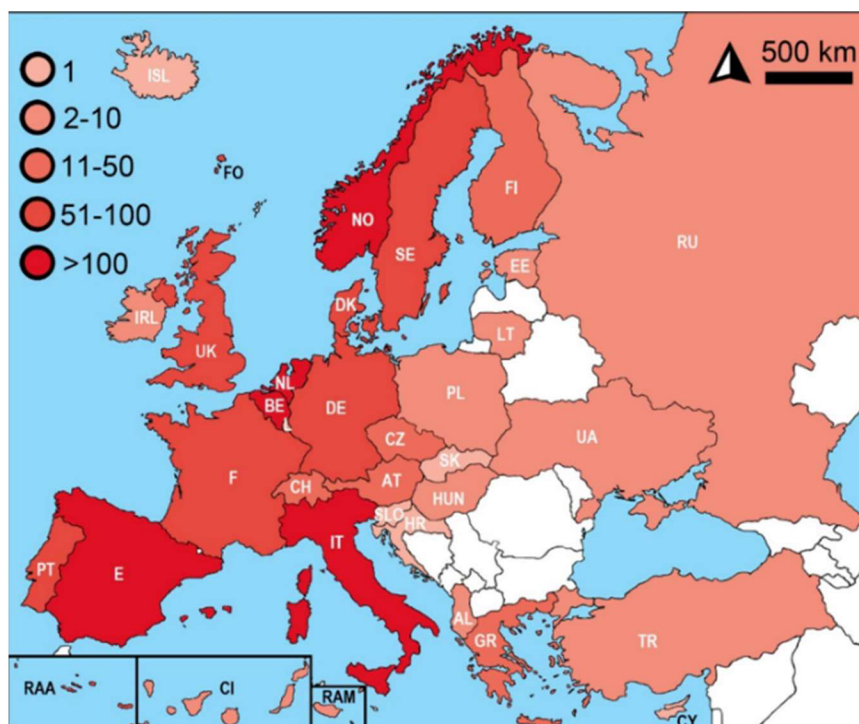 500 km
1
2-10
11-50
51-100
>100
ISL
FO
NO
FI
SE
RU
EE
IRL
DK
LT
UK
NL
BE
DE
PL
CZ
UA
SK
F
CH
AT
HUN
SLO
HR
IT
PT
E
AL
GR
TR
RAA
CI
RAM
CY